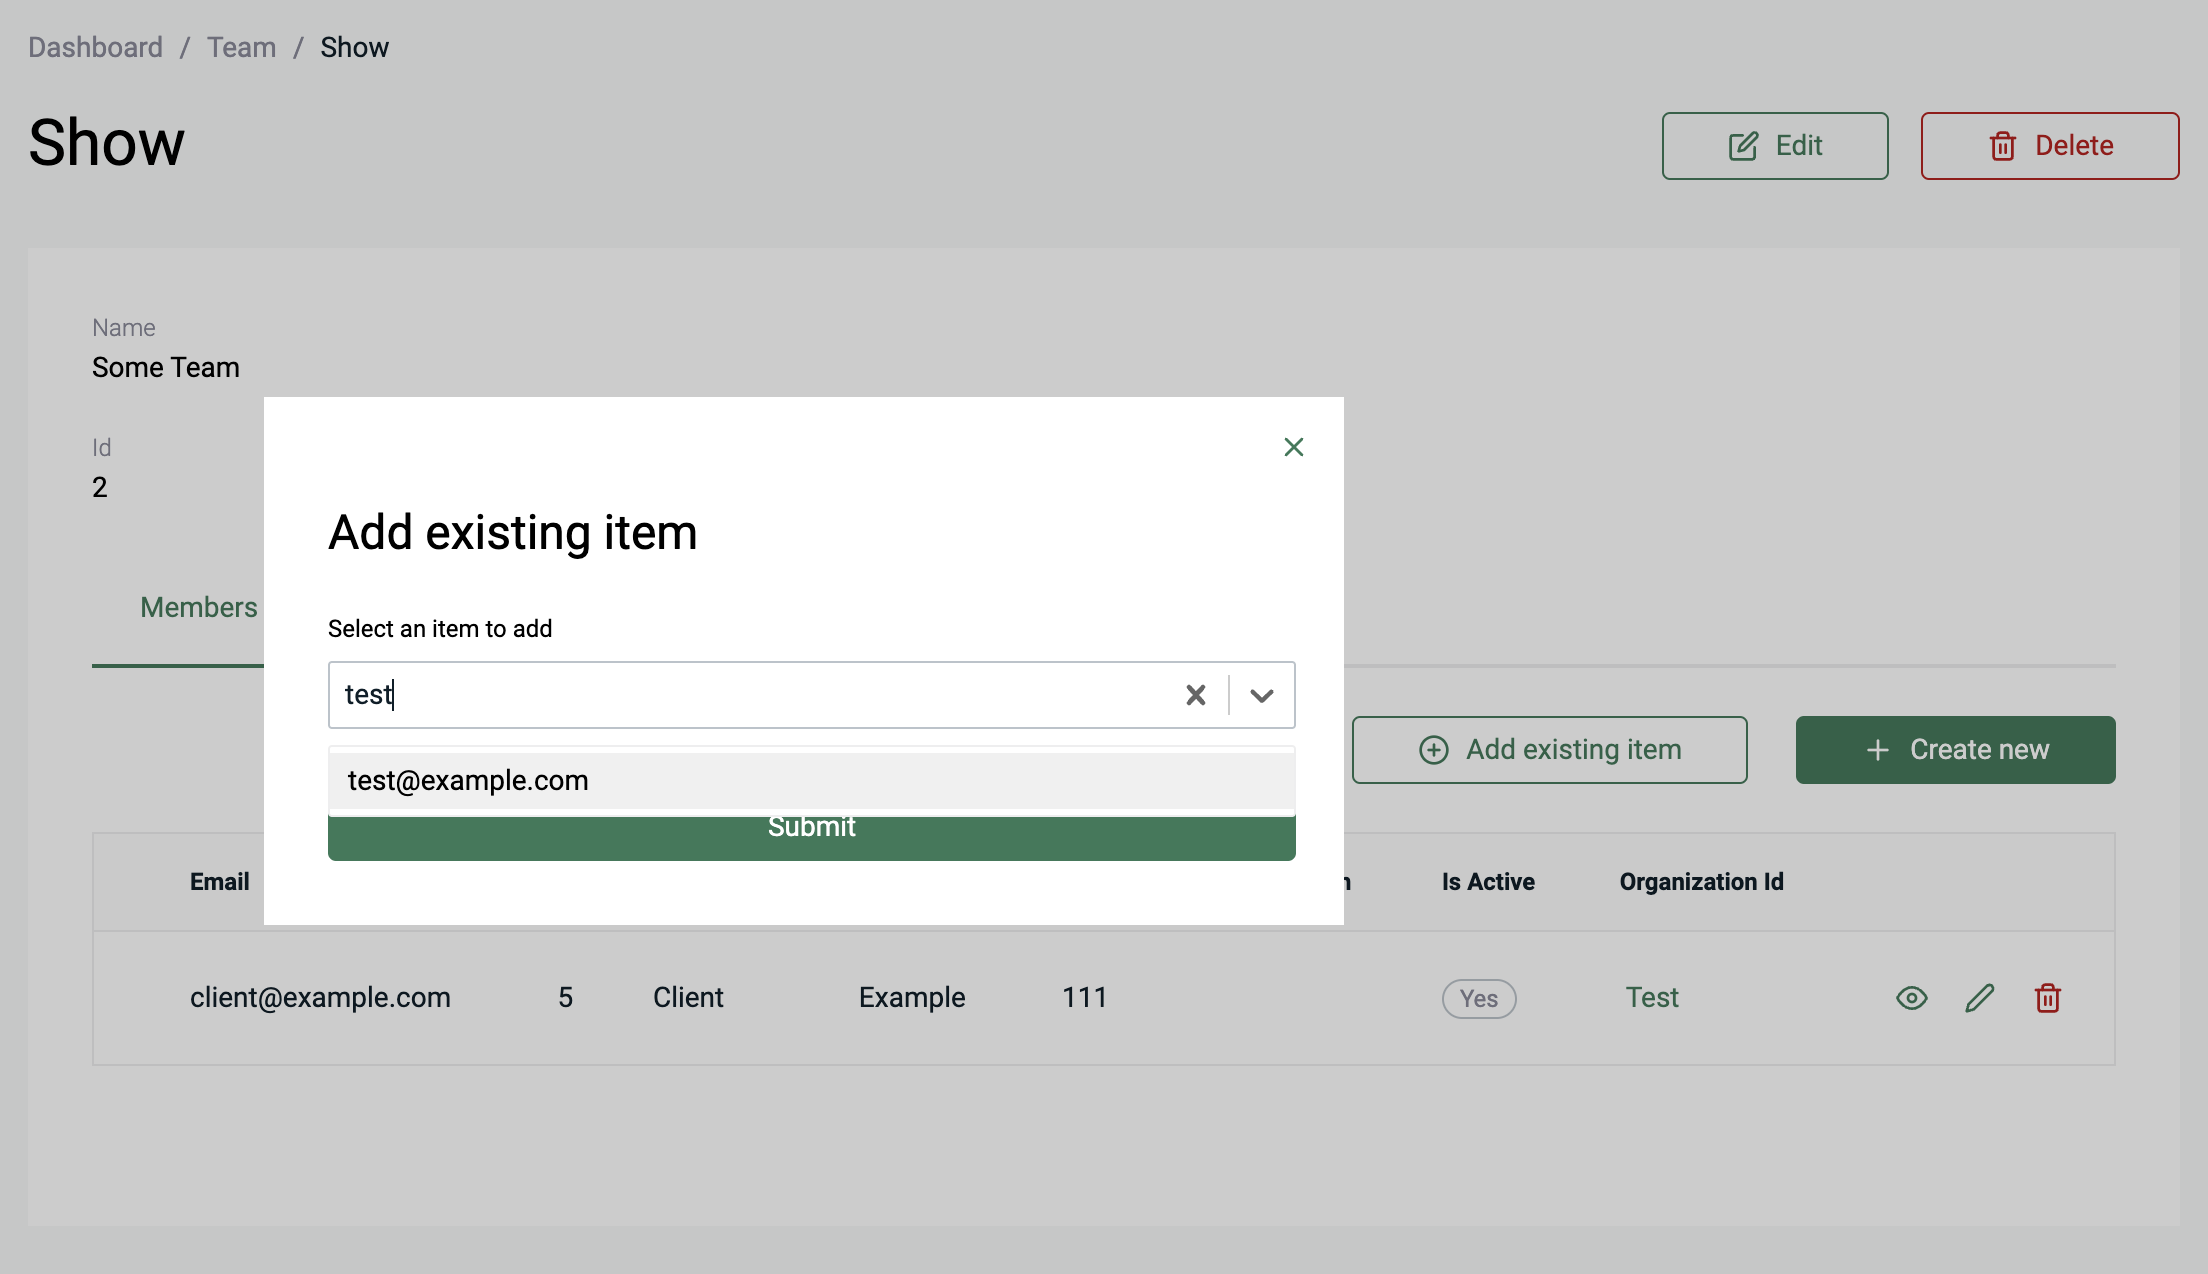 Dashboard / Team / Show
Show
Edit
Delete
Name
Some Team
Id
2
Members
Add existing item
Select an item to add
test
test@example.com
Submit
Add existing item
Create new
Email
Is Active
Organization Id
client@example.com 5 Client Example 111 Yes Test